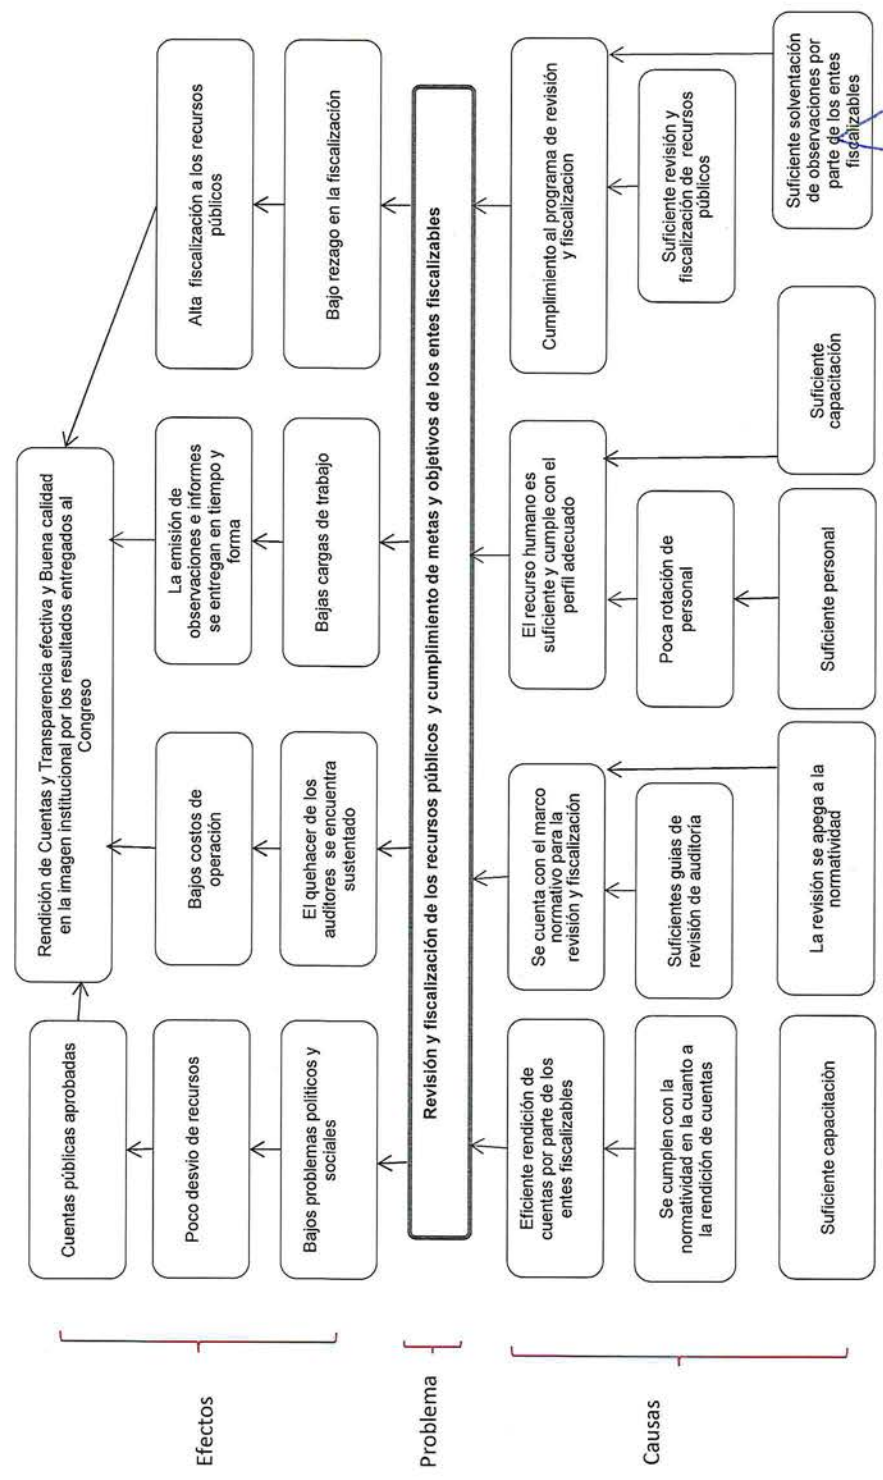 Efectos
Rendición de Cuentas y Transparencia efectiva y Buena calidad
en la imagen institucional por los resultados entregados al
Congreso
Cuentas públicas aprobadas
Poco desvio de recursos
Bajos costos de
operación
La emisión de
observaciones e informes
se entregan en tiempo y
forma
Alta fiscalización a los recursos
públicos
Bajos problemas politicos y
sociales
El quehacer de los
auditores se encuentra
sustentado
Bajas cargas de trabajo
Bajo rezago en la fiscalización
Problema
Revisión y fiscalización de los recursos públicos y cumplimiento de metas y objetivos de los entes fiscalizables
Causas
Eficiente rendición de
cuentas por parte de los
entes fiscalizables
Se cuenta con el marco
normativo para la
revisión y fiscalización
El recurso humano es
suficiente y cumple con el
perfil adecuado
Cumplimiento al programa de revisión
y fiscalizacion
Se cumplen con la
normatividad en la cuanto a
la rendición de cuentas
Suficientes guias de
revisión de auditoría
Poca rotación de
personal
Suficiente revisión y
fiscalización de recursos
públicos
Suficiente capacitación
La revisión se apega a la
normatividad
Suficiente personal
Suficiente
capacitación
Suficiente solventación
de observaciones por
parte de los entes
fiscalizables